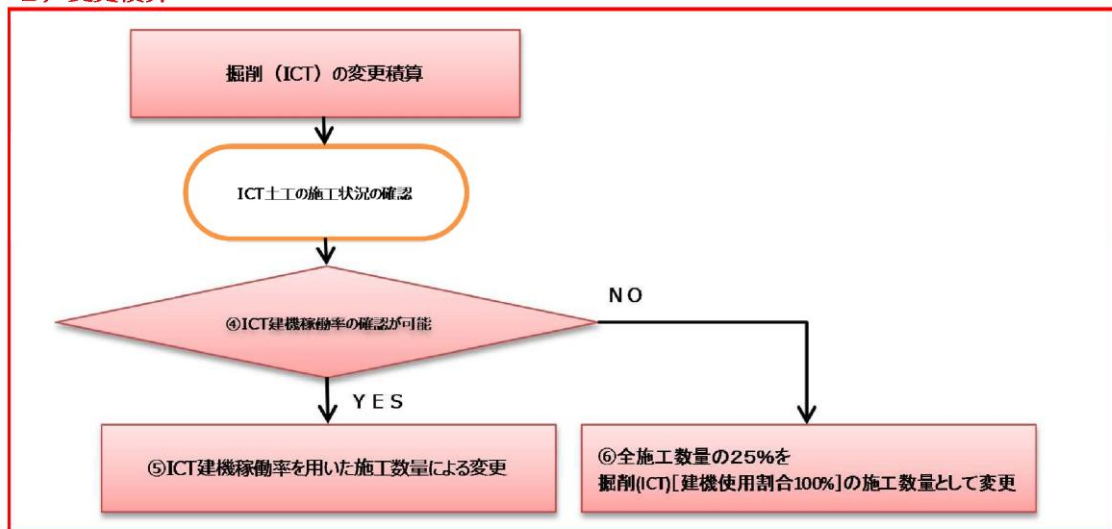 掘削（ICT）の変更積算
ICT土工の施工状況の確認
④ICT建機稼働率の確認が可能
NO
YES
⑤ICT建機稼働率を用いた施工数量による変更
⑥全施工数量の25%を
掘削(ICT)[建機使用割合100%]の施工数量として変更